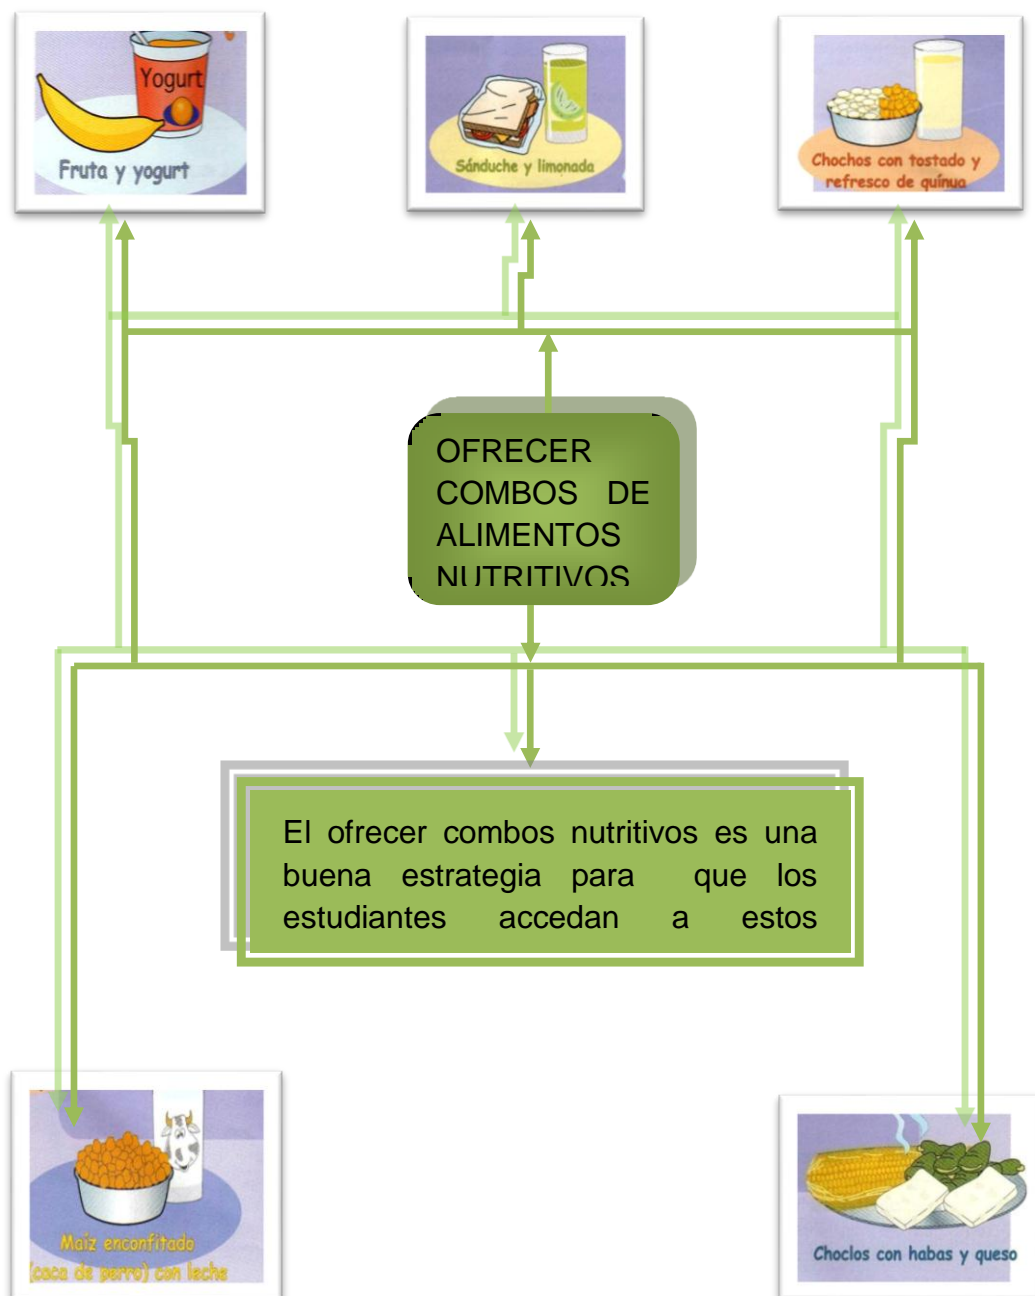 Yogurt
Fruta y yogurt
Sánduche y limonada
Chochos con tostado y
refresco de quínua
OFRECER
COMBOS DE
ALIMENTOS
NUTRITIVOS
El ofrecer combos nutritivos es una
buena estrategia para que los
estudiantes accedan a estos
Maíz enconfitado
(caca de perro) con leche
Choclos con habas y queso